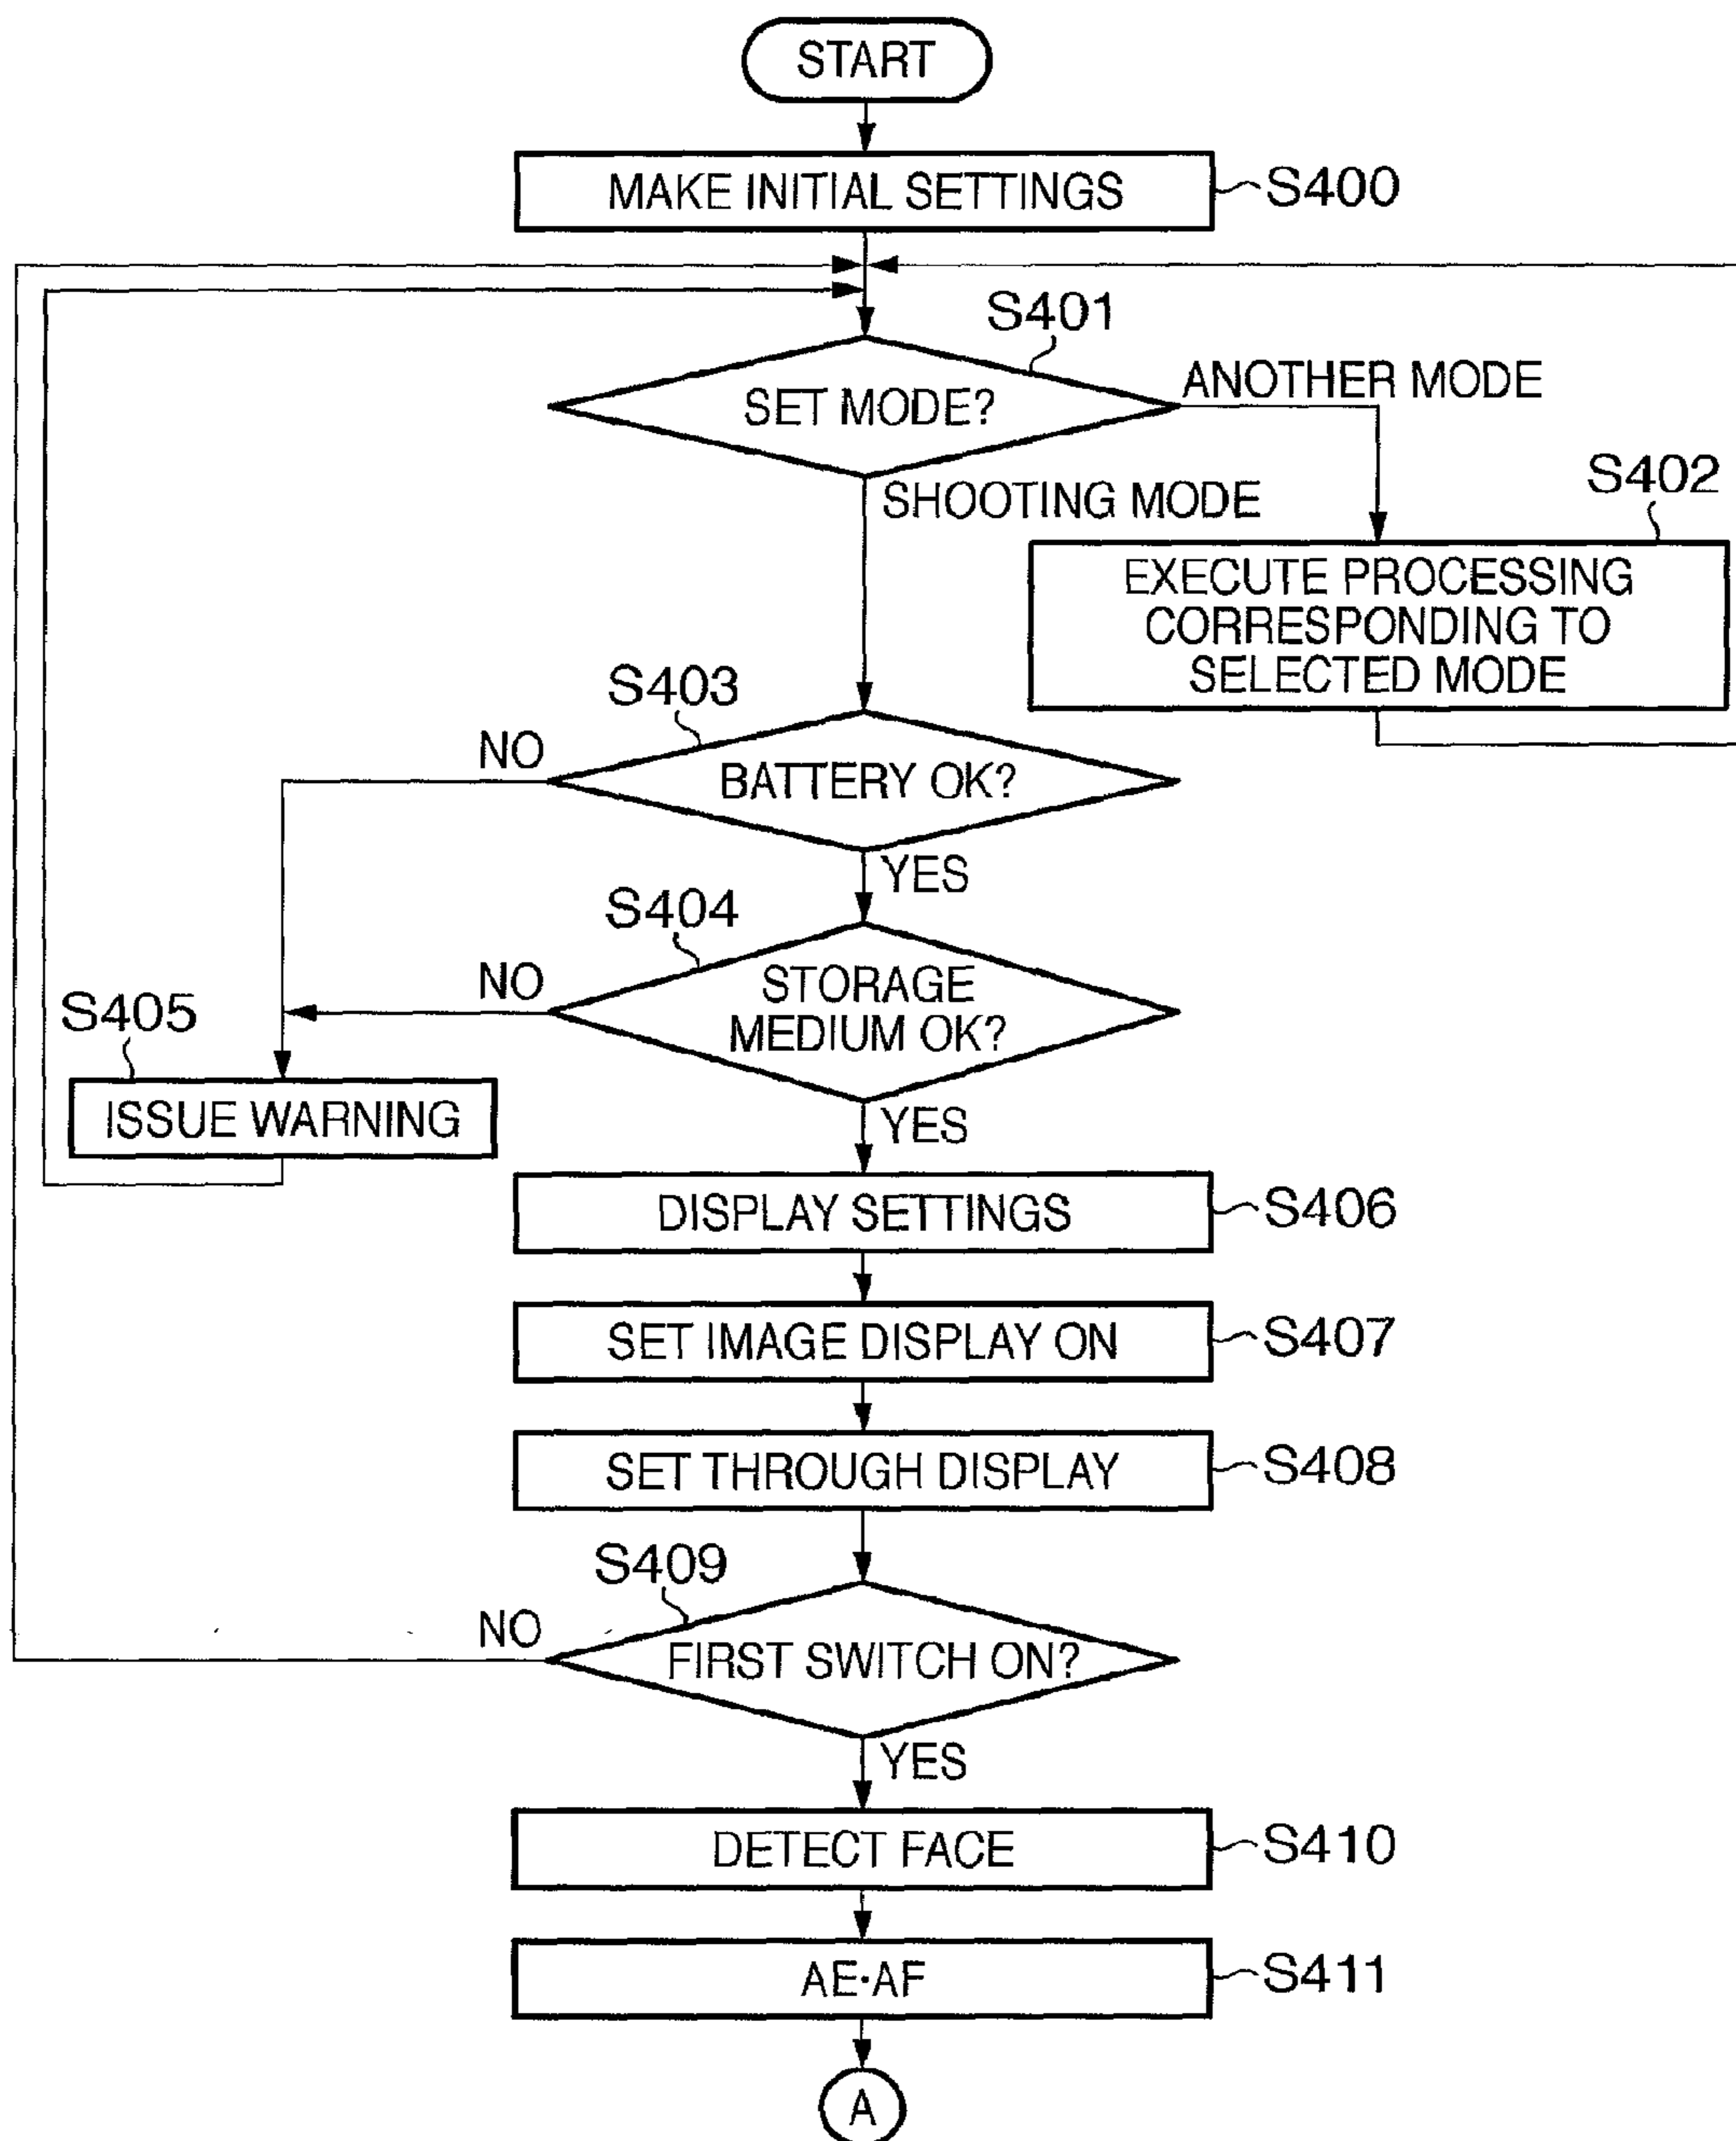 START
MAKE INITIAL SETTINGS
S400
S401
SET MODE?
ANOTHER MODE
SHOOTING MODE
S402
EXECUTE PROCESSING
CORRESPONDING TO
SELECTED MODE
S403
NO
BATTERY OK?
YES
S404
NO
STORAGE
MEDIUM OK?
S405
ISSUE WARNING
YES
DISPLAY SETTINGS
S406
SET IMAGE DISPLAY ON
S407
SET THROUGH DISPLAY
S408
S409
NO
FIRST SWITCH ON?
YES
DETECT FACE
S410
AE·AF
S411
A